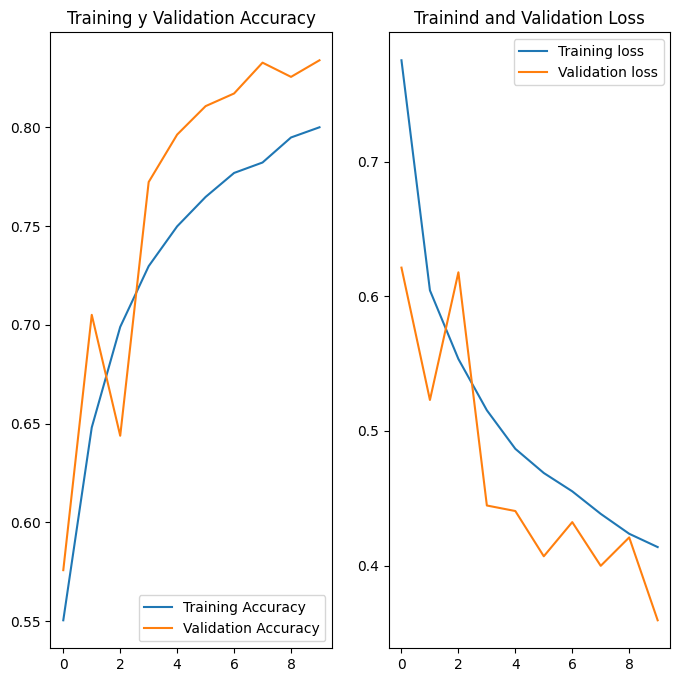 Training y Validation Accuracy
0.80
0.75
0.70
0.65
0.60
0.55
0 2 4 6 8
Training Accuracy
Validation Accuracy
Trainind and Validation Loss
Training loss
Validation loss
0.7
0.6
0.5
0.4
0 2 4 6 8